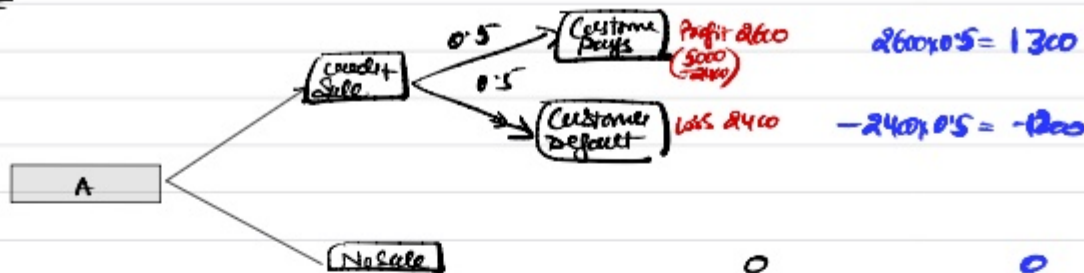 0.5
Customer Pays
Profit 2600
(5000
-2400)
2600x0.5 = 1300
Credit
Sale
0.5
Customer
Default
Loss 2400
-2400x0.5 = -1200
A
No Sale
0
0